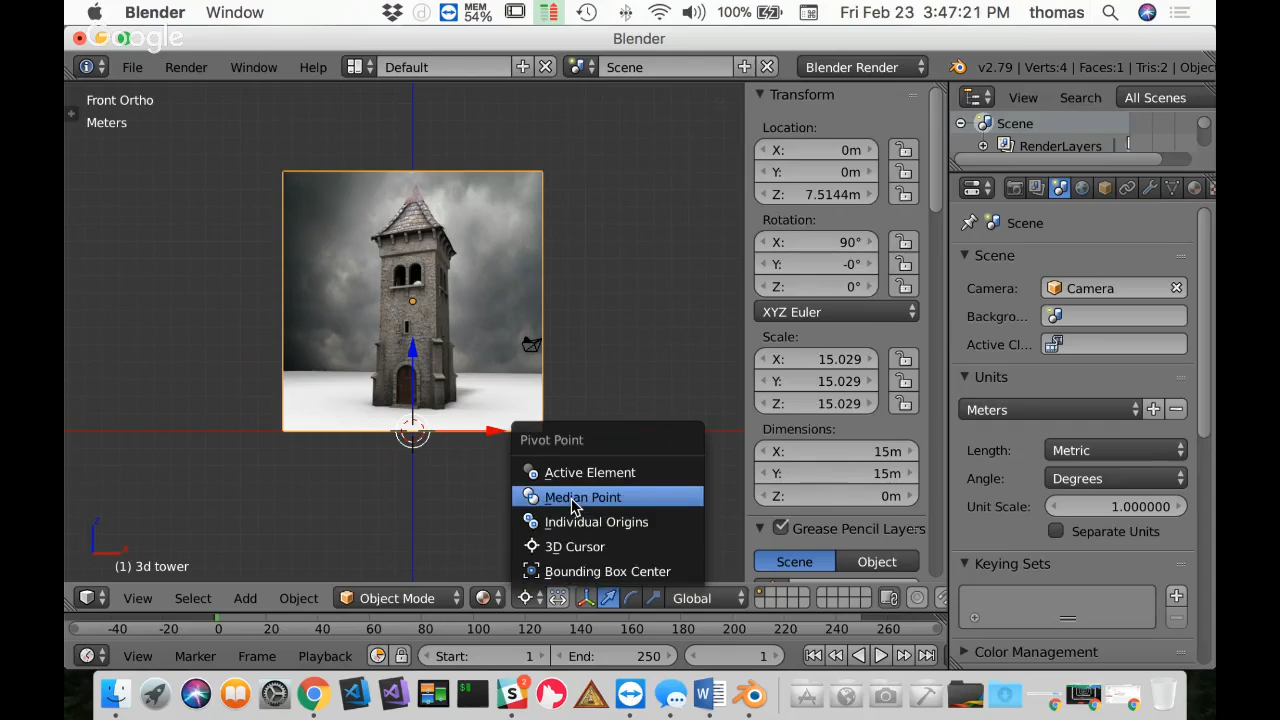 Blender Window MEM 54% 100% Fri Feb 23 3:47:21 PM thomas
Google
Blender
File Render Window Help Default Scene Blender Render v2.79 | Verts:4 | Faces:1 | Tris:2 | Objec
Front Ortho
Meters
(1) 3d tower
Pivot Point
Active Element
Median Point
Individual Origins
3D Cursor
Bounding Box Center
Transform
Location:
X: 0m
Y: 0m
Z: 7.5144m
Rotation:
X: 90°
Y: -0°
Z: 0°
XYZ Euler
Scale:
X: 15.029
Y: 15.029
Z: 15.029
Dimensions:
X: 15m
Y: 15m
Z: 0m
Grease Pencil Layers
Scene Object
View Search All Scenes
Scene
RenderLayers
Scene
Scene
Camera: Camera
Backgro...
Active Cl...
Units
Meters
Length: Metric
Angle: Degrees
Unit Scale: 1.000000
Separate Units
Keying Sets
Color Management
View Select Add Object Object Mode Global
-40 -20 0 20 40 60 80 100 120 140 160 180 200 220 240 260
View Marker Frame Playback Start: 1 End: 250 1
2